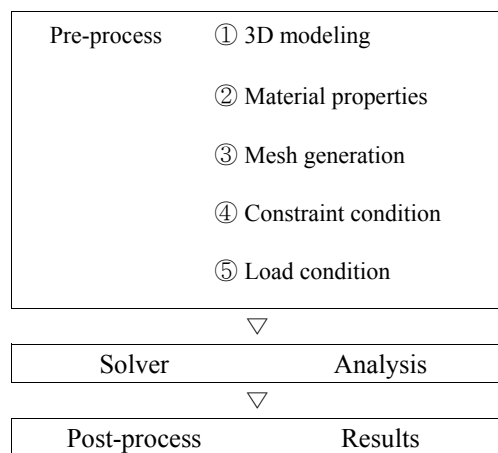 Pre-process ① 3D modeling
② Material properties
③ Mesh generation
④ Constraint condition
⑤ Load condition
▽
Solver Analysis
▽
Post-process Results